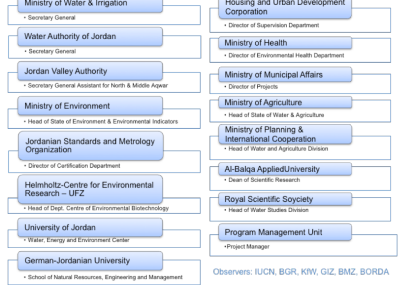 Ministry of Water & Irrigation
• Secretary General
Water Authority of Jordan
• Secretary General
Jordan Valley Authority
• Secretary General Assistant for North & Middle Aqwar
Ministry of Environment
• Head of State of Environment & Environmental Indicators
Jordanian Standards and Metrology
Organization
• Director of Certification Department
Helmholtz-Centre for Environmental
Research – UFZ
• Head of Dept. Centre of Environmental Biotechnology
University of Jordan
• Water, Energy and Environment Center
German-Jordanian University
• School of Natural Resources, Engineering and Management
Housing and Urban Development
Corporation
• Director of Supervision Department
Ministry of Health
• Director of Environmental Health Department
Ministry of Municipal Affairs
• Director of Projects
Ministry of Agriculture
• Head of State of Water & Agriculture
Ministry of Planning &
International Cooperation
• Head of Water and Agriculture Division
Al-Balqa AppliedUniversity
• Dean of Scientific Research
Royal Scientific Soyciety
• Head of Water Studies Division
Program Management Unit
•Project Manager
Observers: IUCN, BGR, KfW, GIZ, BMZ. BORDA